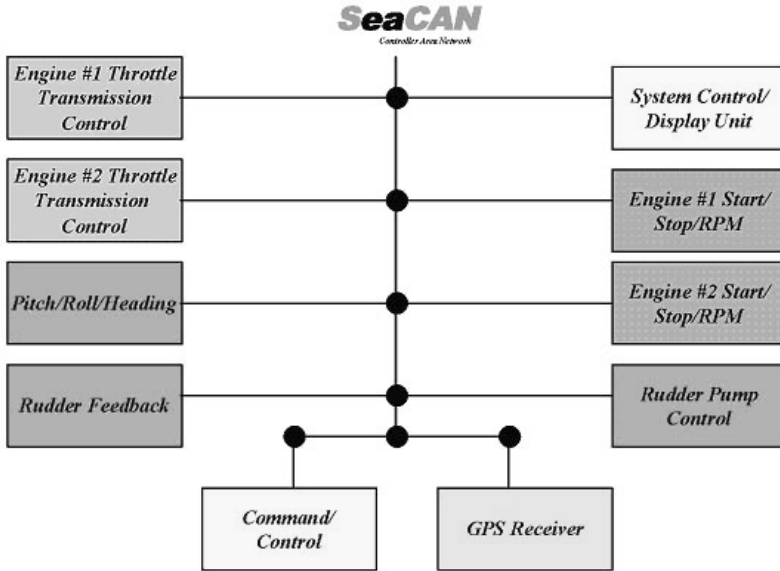 SeaCAN
Controller Area Network
Engine #1 Throttle
Transmission
Control
System Control/
Display Unit
Engine #2 Throttle
Transmission
Control
Engine #1 Start/
Stop/RPM
Pitch/Roll/Heading
Engine #2 Start/
Stop/RPM
Rudder Feedback
Rudder Pump
Control
Command/
Control
GPS Receiver